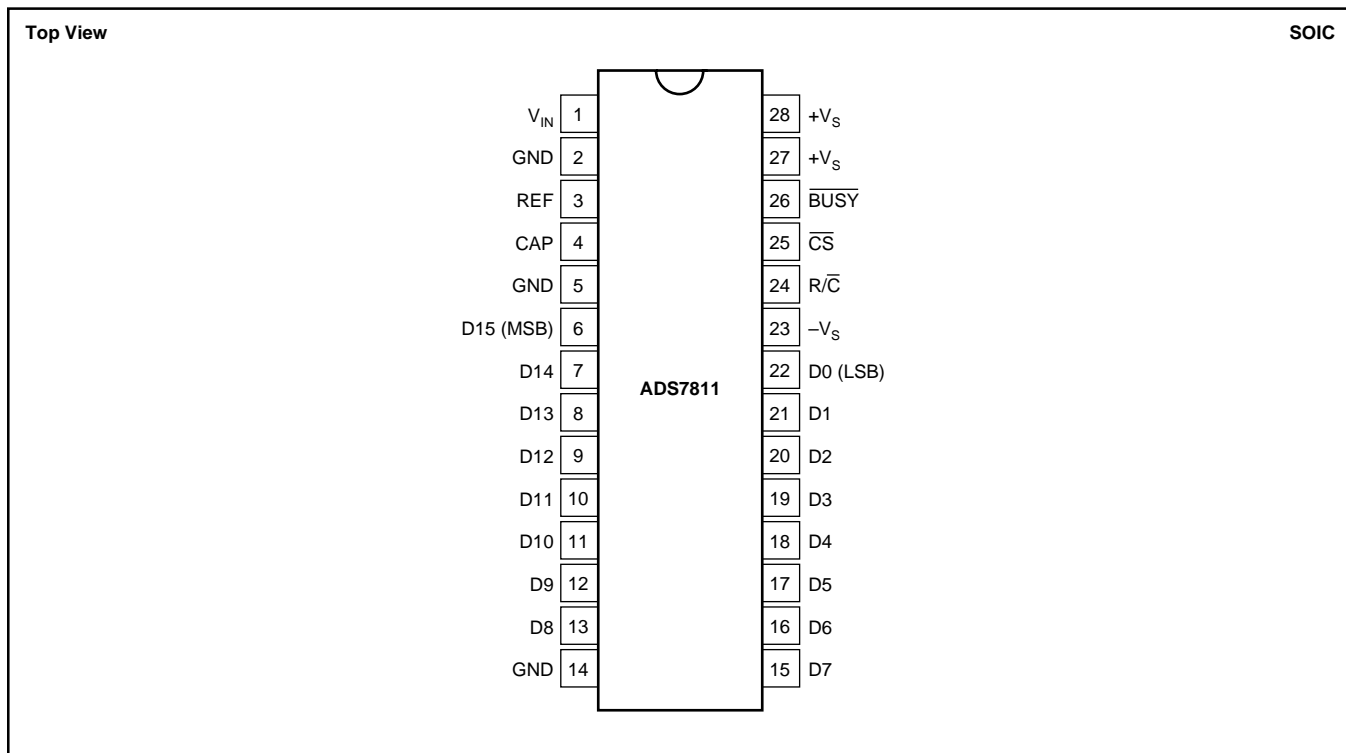 Top View SOIC
V_IN 1 28 +V_S
GND 2 27 +V_S
REF 3 26 B̅U̅S̅Y̅
CAP 4 25 C̅S̅
GND 5 24 R/C̅
D15 (MSB) 6 23 –V_S
D14 7 22 D0 (LSB)
ADS7811
D13 8 21 D1
D12 9 20 D2
D11 10 19 D3
D10 11 18 D4
D9 12 17 D5
D8 13 16 D6
GND 14 15 D7